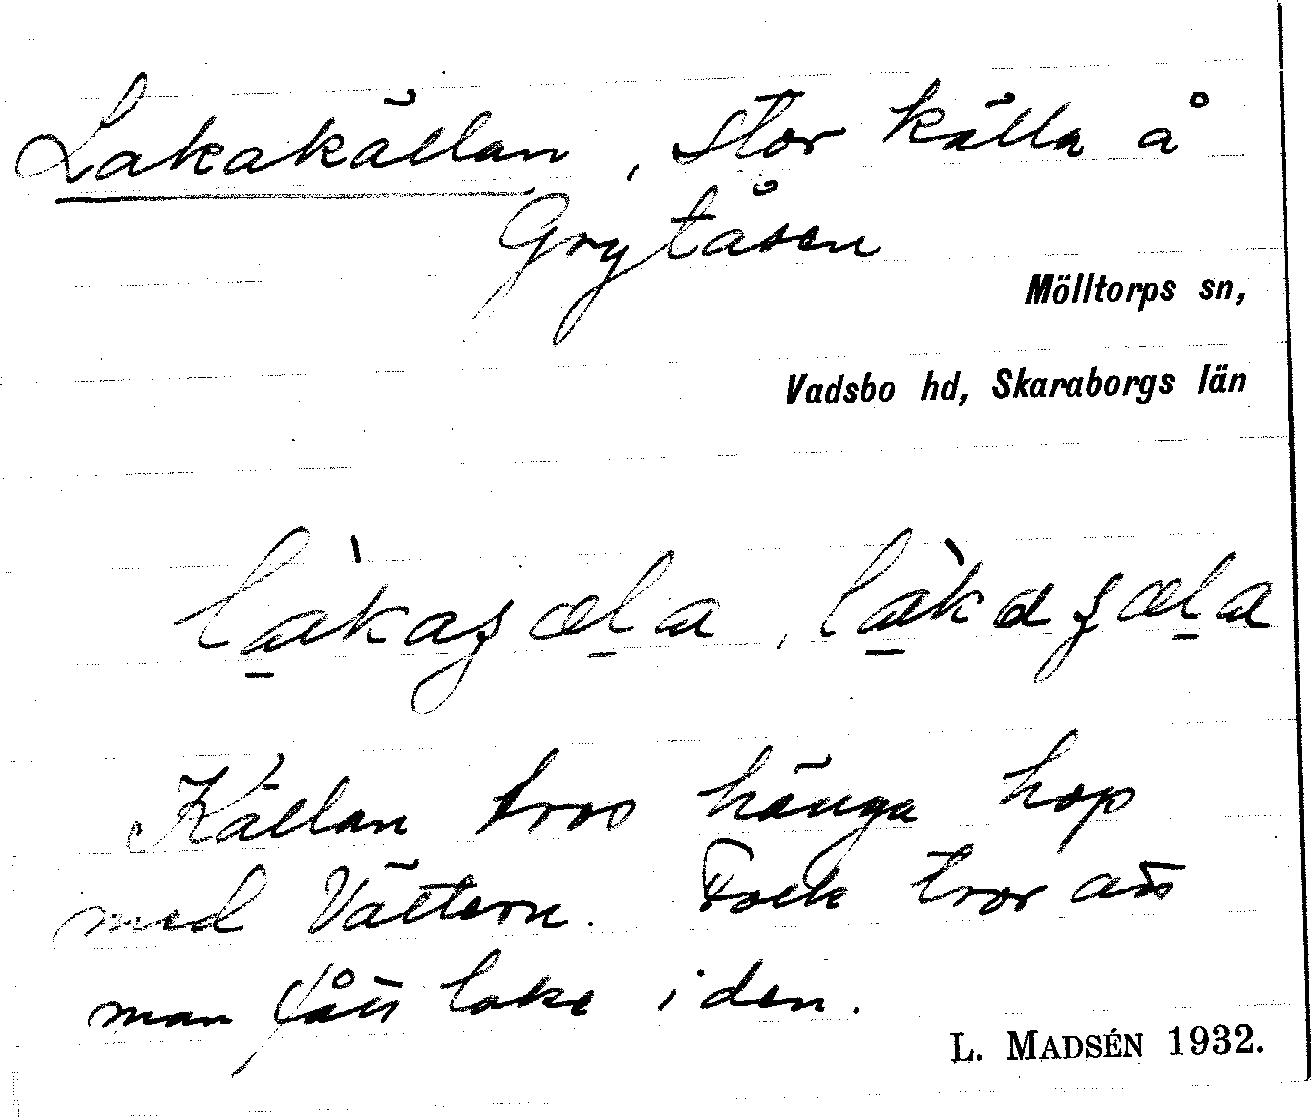 Lakakällan, stor källa å
Grytåsen
Mölltorps sn,
Vadsbo hd, Skaraborgs län
Källan tros hänga hop
med Vättern. Folk tror att
man fått lake i den.
L. MADSÉN 1932.